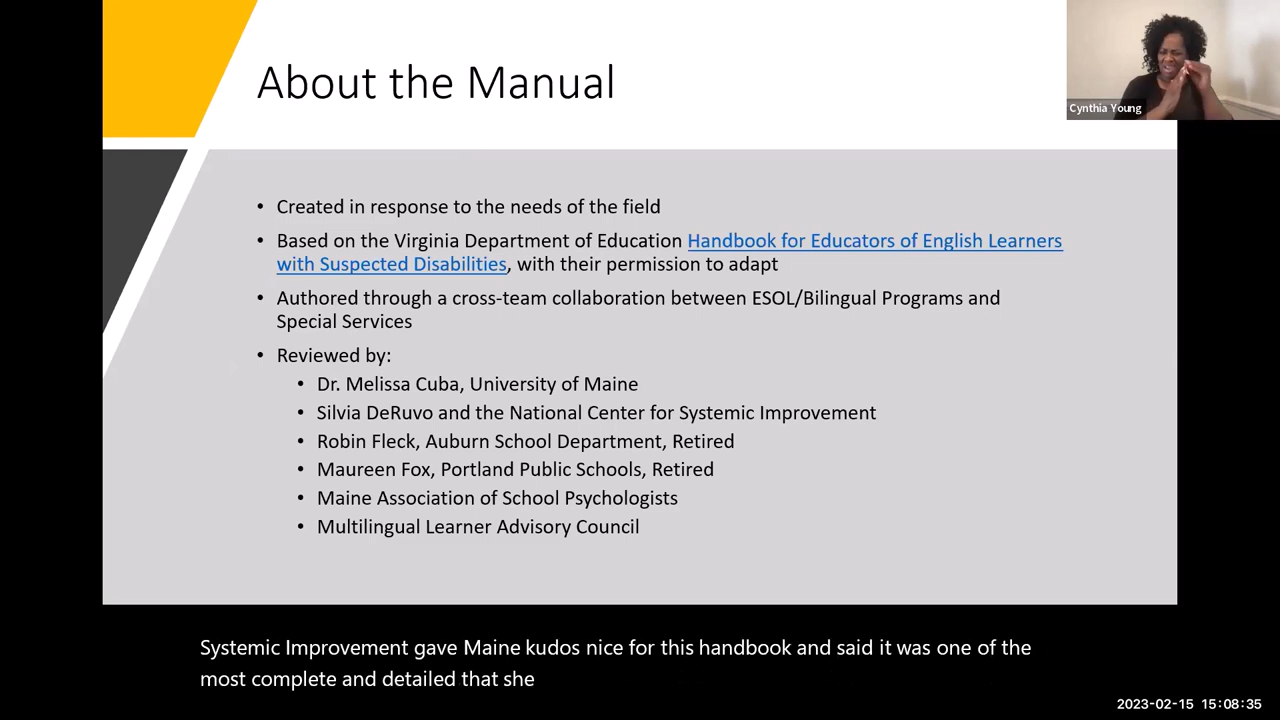 About the Manual
Cynthia Young
• Created in response to the needs of the field
• Based on the Virginia Department of Education Handbook for Educators of English Learners
with Suspected Disabilities, with their permission to adapt
• Authored through a cross-team collaboration between ESOL/Bilingual Programs and
Special Services
• Reviewed by:
• Dr. Melissa Cuba, University of Maine
• Silvia DeRuvo and the National Center for Systemic Improvement
• Robin Fleck, Auburn School Department, Retired
• Maureen Fox, Portland Public Schools, Retired
• Maine Association of School Psychologists
• Multilingual Learner Advisory Council
Systemic Improvement gave Maine kudos nice for this handbook and said it was one of the
most complete and detailed that she
2023-02-15 15:08:35